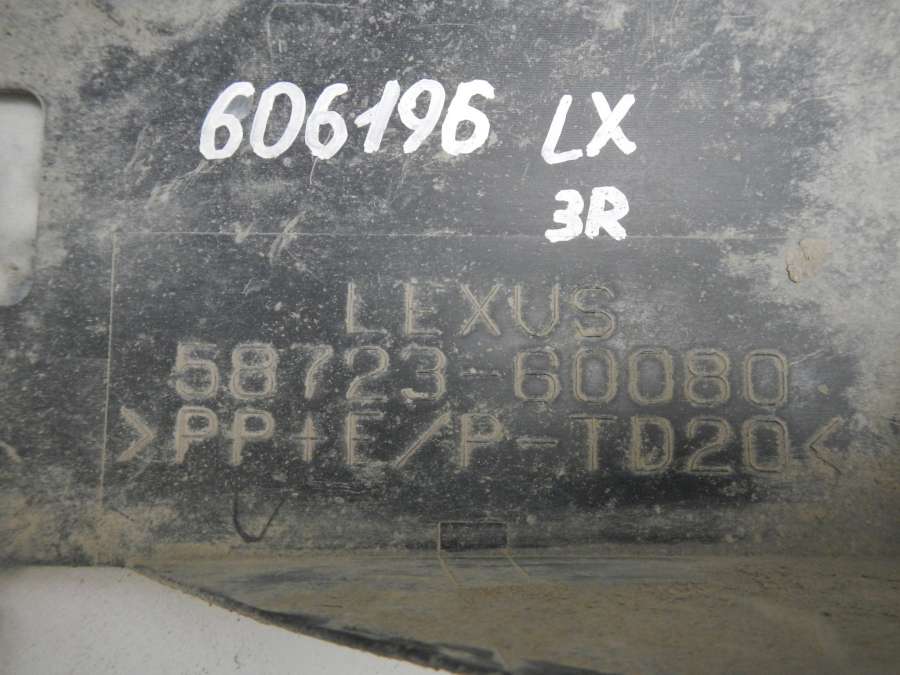 606196 LX
3R
LEXUS
58723-60080
>PP+E/P-TD20<